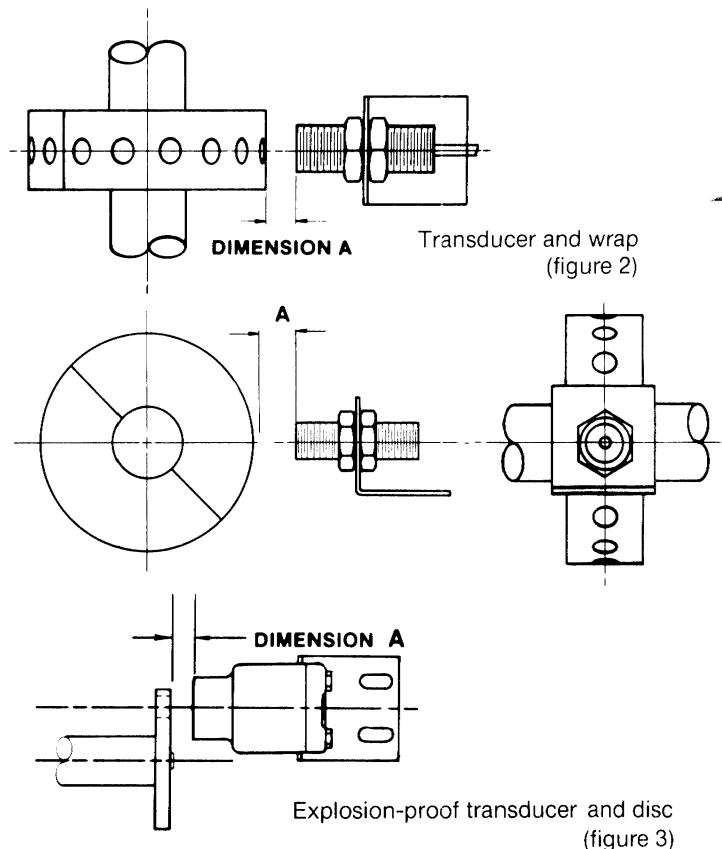 DIMENSION A
Transducer and wrap
(figure 2)
A
DIMENSION A
Explosion-proof transducer and disc
(figure 3)